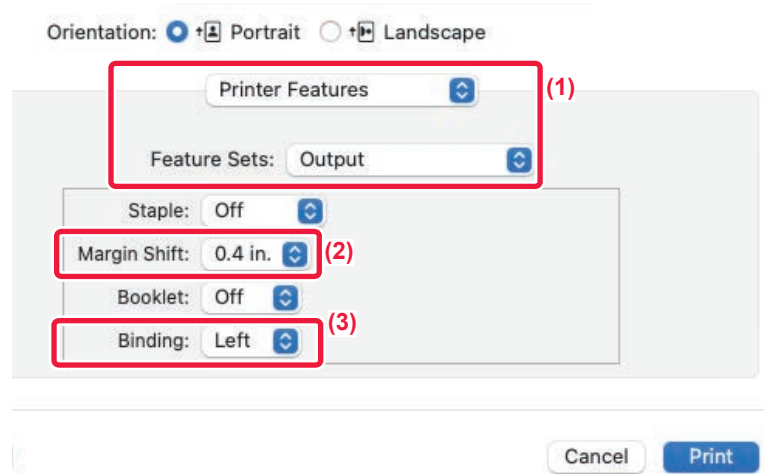 Orientation: Portrait Landscape
Printer Features (1)
Feature Sets: Output
Staple: Off
Margin Shift: 0.4 in. (2)
Booklet: Off
(3)
Binding: Left
Cancel Print